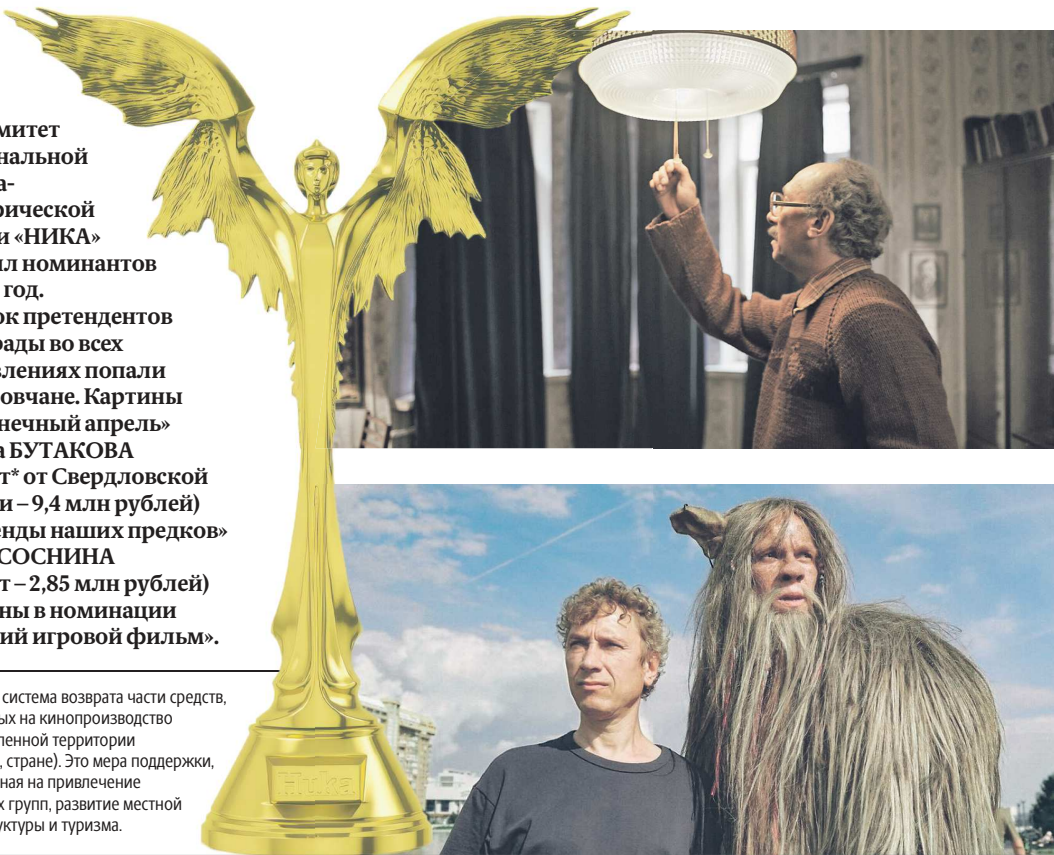 митет
нальной
а-
рической
и «НИКА»
ил номинантов
год.
ок претендентов
рады во всех
влениях попали
овчане. Картины
нечный апрель»
а БУТАКОВА
т* от Свердловской
и – 9,4 млн рублей)
енды наших предков»
СОСНИНА
т – 2,85 млн рублей)
ны в номинации
ий игровой фильм».
система возврата части средств,
ых на кинопроизводство
ленной территории
, стране). Это мера поддержки,
ная на привлечение
х групп, развитие местной
уктуры и туризма.
Ника